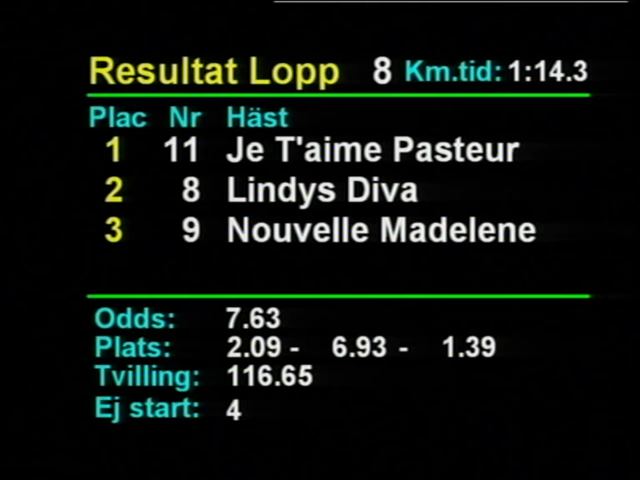 Resultat Lopp 8 Km.tid: 1:14.3
Plac Nr Häst
1 11 Je T'aime Pasteur
2 8 Lindys Diva
3 9 Nouvelle Madelene
Odds: 7.63
Plats: 2.09 - 6.93 - 1.39
Tvilling: 116.65
Ej start: 4